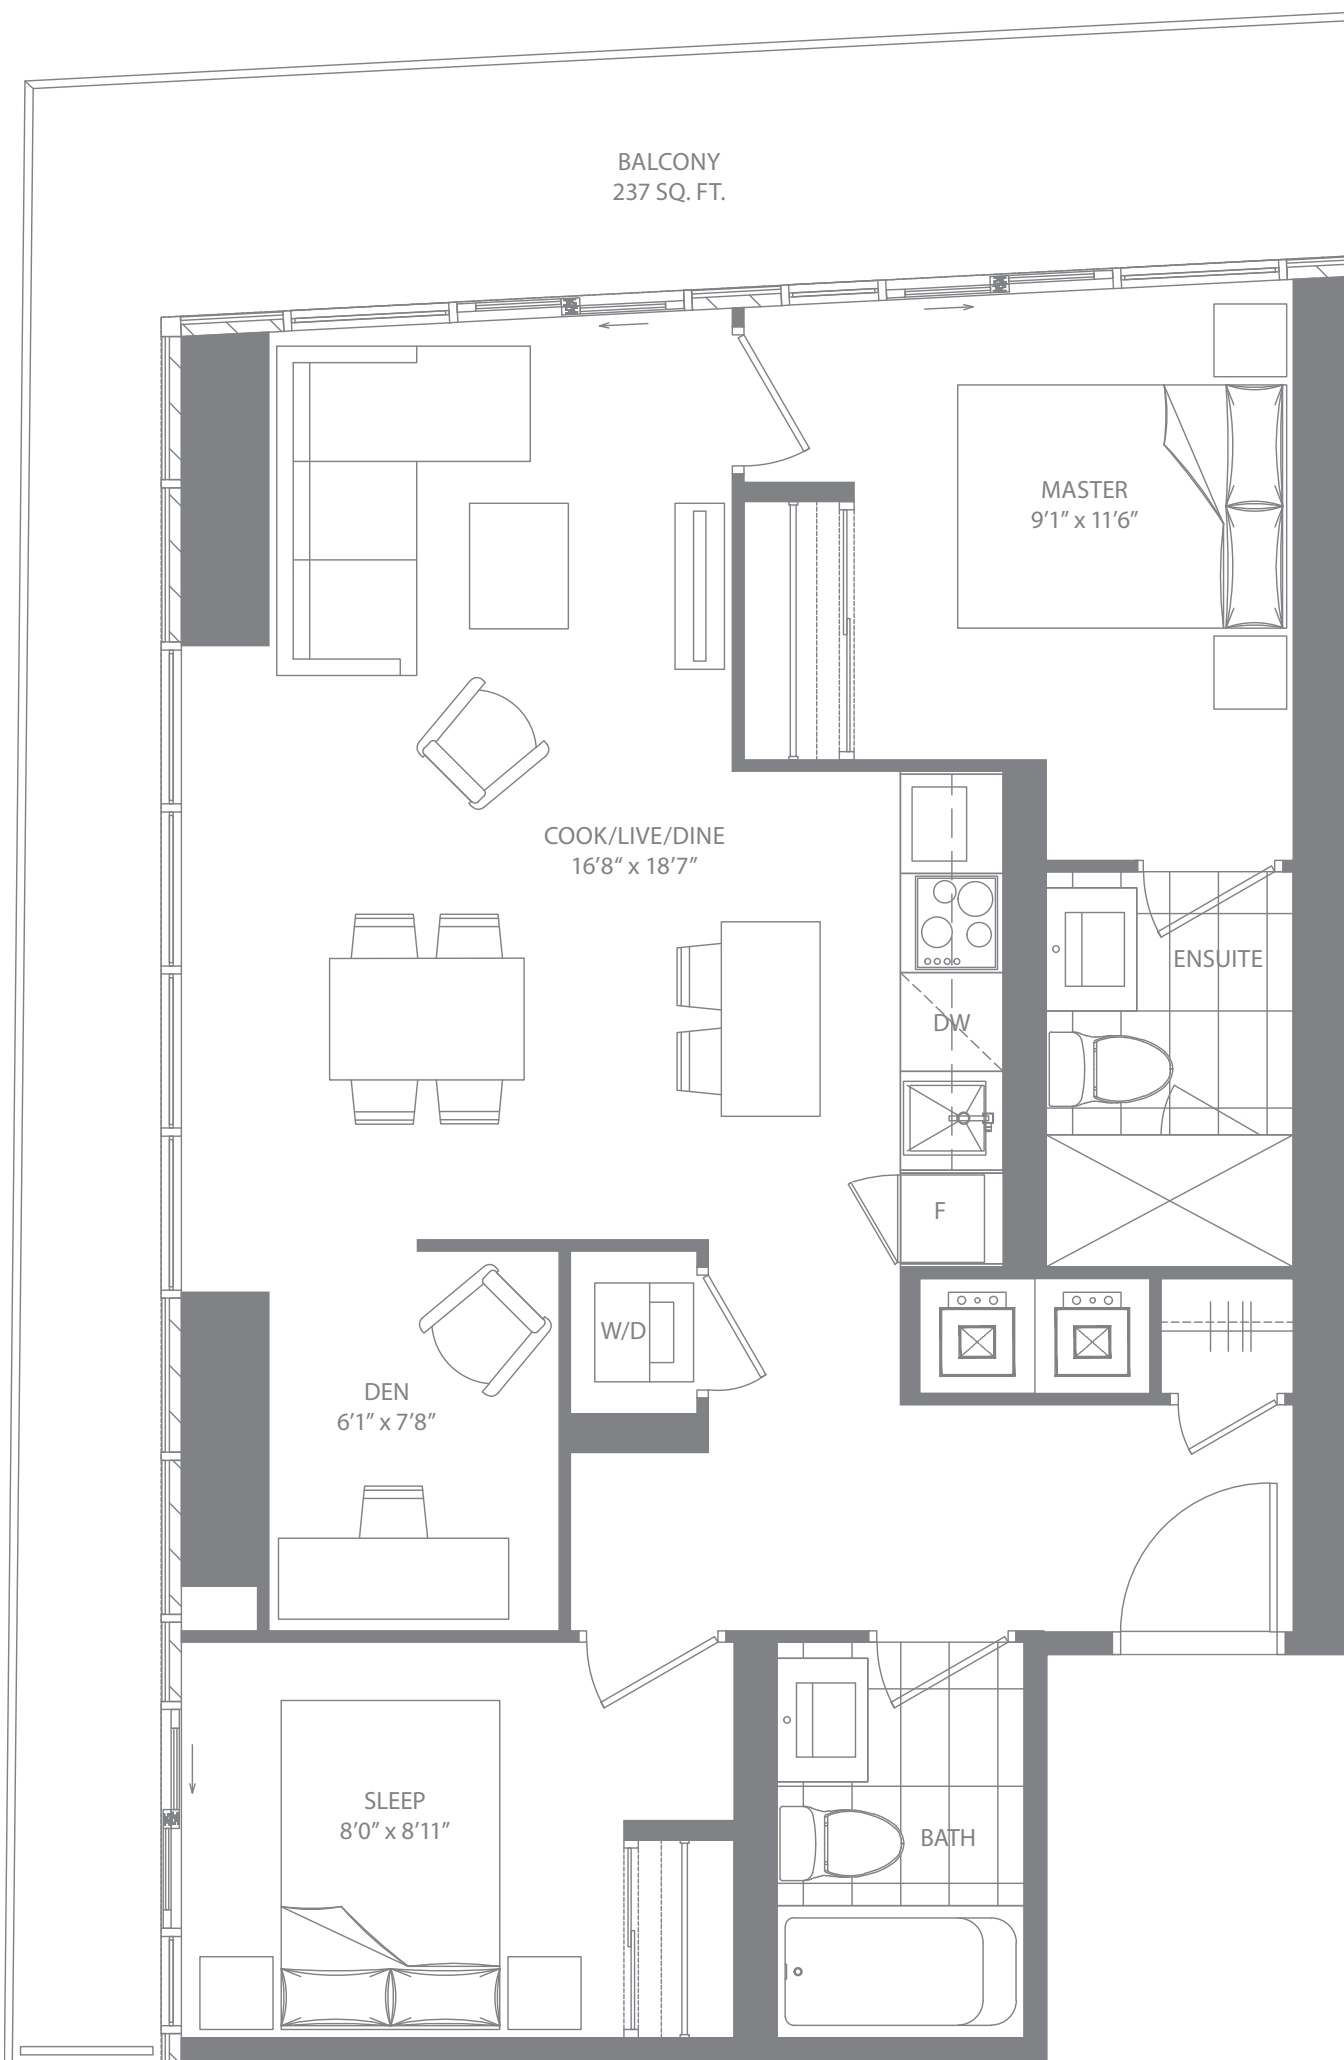 BALCONY
237 SQ. FT.
MASTER
9’1” x 11’6”
COOK/LIVE/DINE
16’8“ x 18’7”
ENSUITE
DW
F
W/D
DEN
6’1” x 7’8”
SLEEP
8’0” x 8’11”
BATH